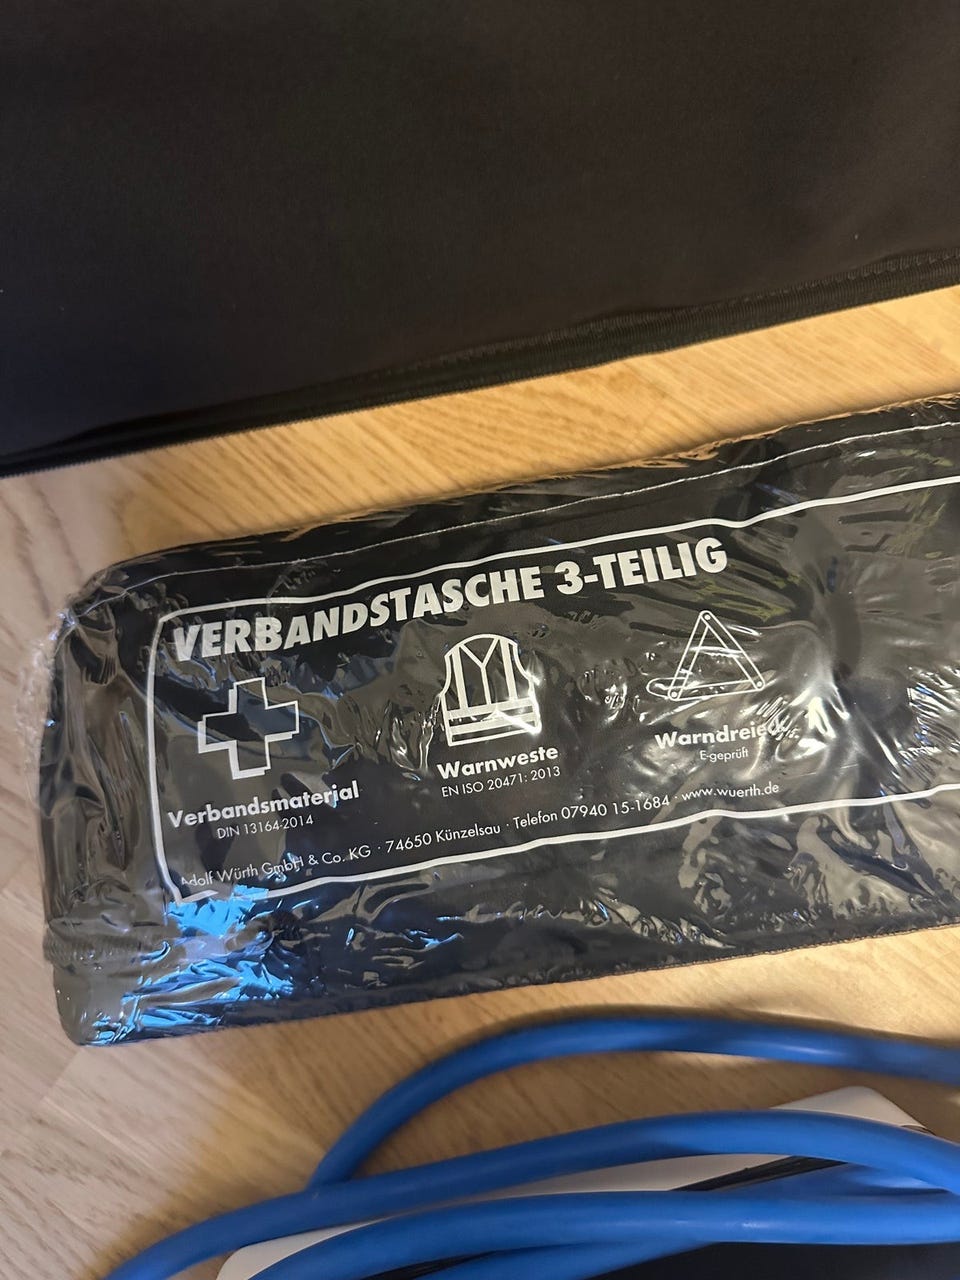 VERBANDSTASCHE 3-TEILIG
Verbandsmaterial
DIN 13164-2014
Warnweste
EN ISO 20471: 2013
Warndreieck
E-geprüft
Adolf Würth GmbH & Co. KG · 74650 Künzelsau · Telefon 07940 15-1684 · www.wuerth.de